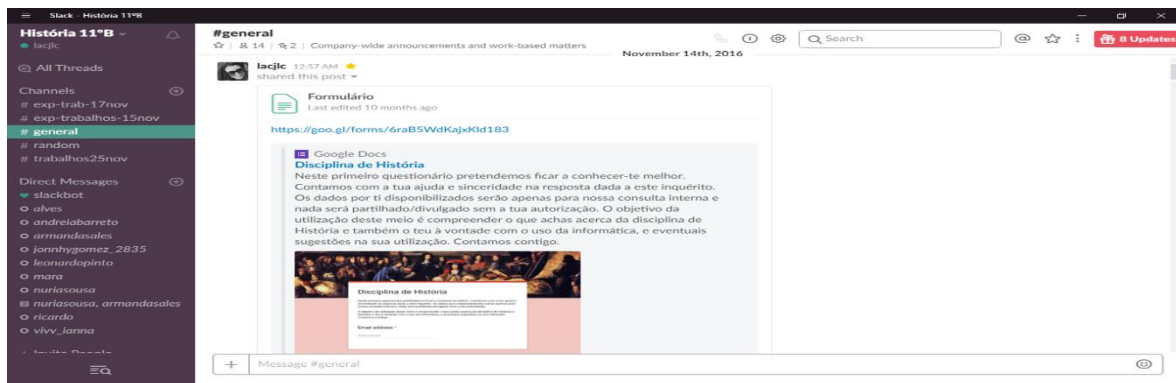 Slack - História 11ºB
História 11ºB
lacjlc
All Threads
Channels
# exp-trab-17nov
# exp-trabalhos-15nov
# general
# random
# trabalhos25nov
Direct Messages
slackbot
alves
andreiabarreto
armandasales
jonnhygomez_2835
leonardopinto
mara
nuriasousa
nuriasousa, armandasales
ricardo
vivv_ianna
#general
14 | 2 | Company-wide announcements and work-based matters
Search
8 Updates
November 14th, 2016
lacjlc 12:57 AM
shared this post
Formulário
Last edited 10 months ago
https://goo.gl/forms/6raB5WdKajxKld183
Google Docs
Disciplina de História
Neste primeiro questionário pretendemos ficar a conhecer-te melhor.
Contamos com a tua ajuda e sinceridade na resposta dada a este inquérito.
Os dados por ti disponibilizados serão apenas para nossa consulta interna e
nada será partilhado/divulgado sem a tua autorização. O objetivo da
utilização deste meio é compreender o que achas acerca da disciplina de
História e também o teu à vontade com o uso da informática, e eventuais
sugestões na sua utilização. Contamos contigo.
Disciplina de História
Email address *
Message #general